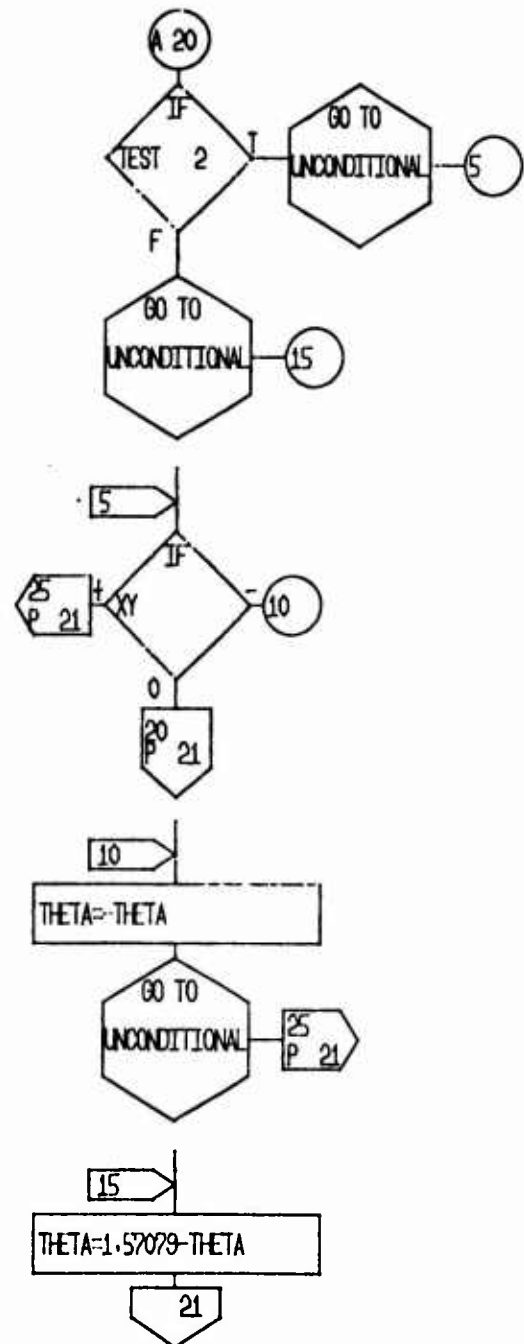 A 20
IF
TEST 2
T
GO TO
UNCONDITIONAL
5
F
GO TO
UNCONDITIONAL
15
5
IF
25
P 21
+
XY
-
10
0
20
P 21
10
THETA=-THETA
GO TO
UNCONDITIONAL
25
P 21
15
THETA=1.57079-THETA
21